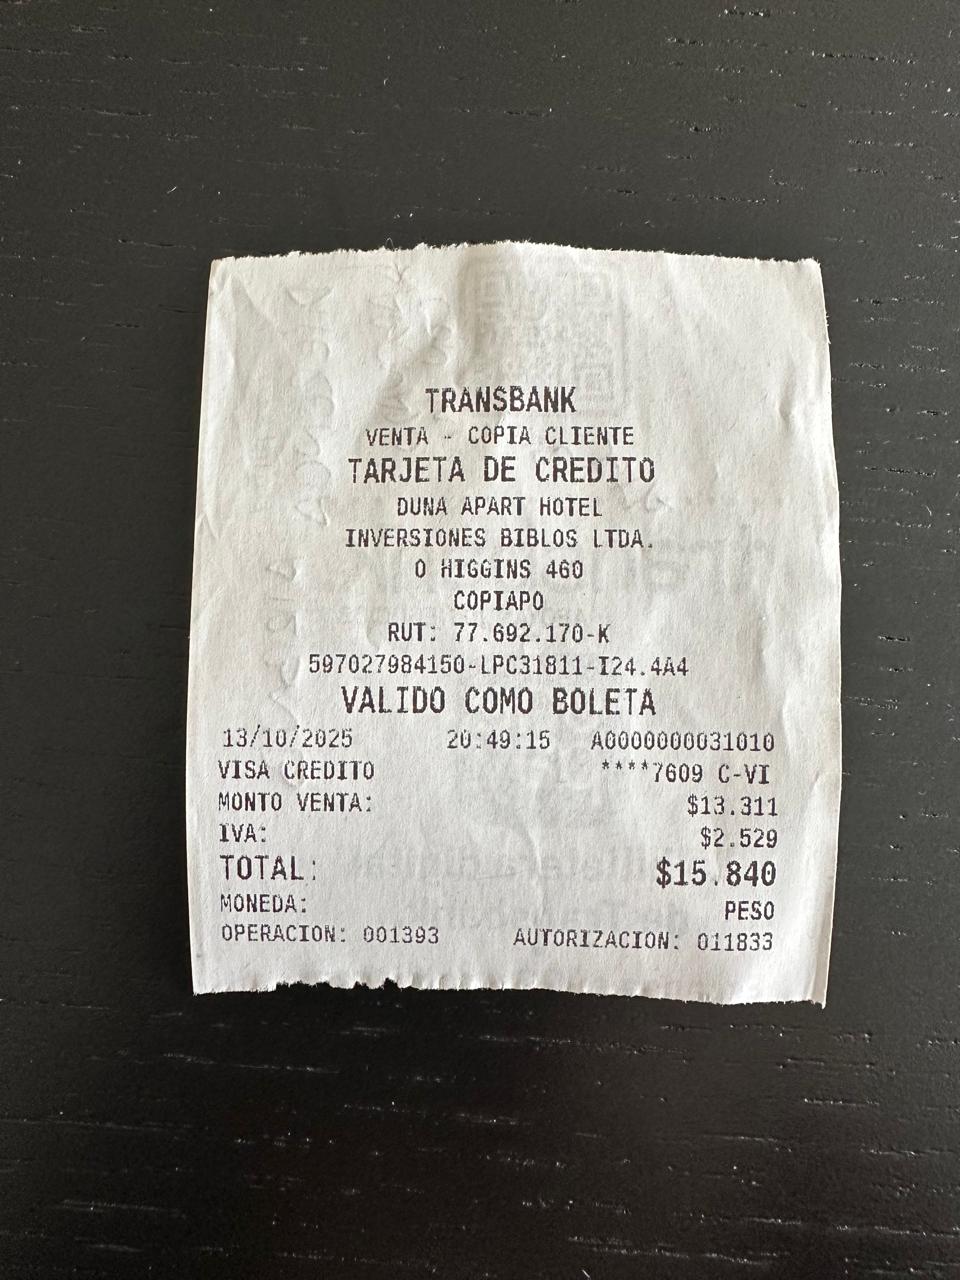 TRANSBANK
VENTA - COPIA CLIENTE
TARJETA DE CREDITO
DUNA APART HOTEL
INVERSIONES BIBLOS LTDA.
O HIGGINS 460
COPIAPO
RUT: 77.692.170-K
597027984150-LPC31811-I24.4A4
VALIDO COMO BOLETA
13/10/2025 20:49:15 A0000000031010
VISA CREDITO ****7609 C-VI
MONTO VENTA: $13.311
IVA: $2.529
TOTAL: $15.840
MONEDA: PESO
OPERACION: 001393 AUTORIZACION: 011833